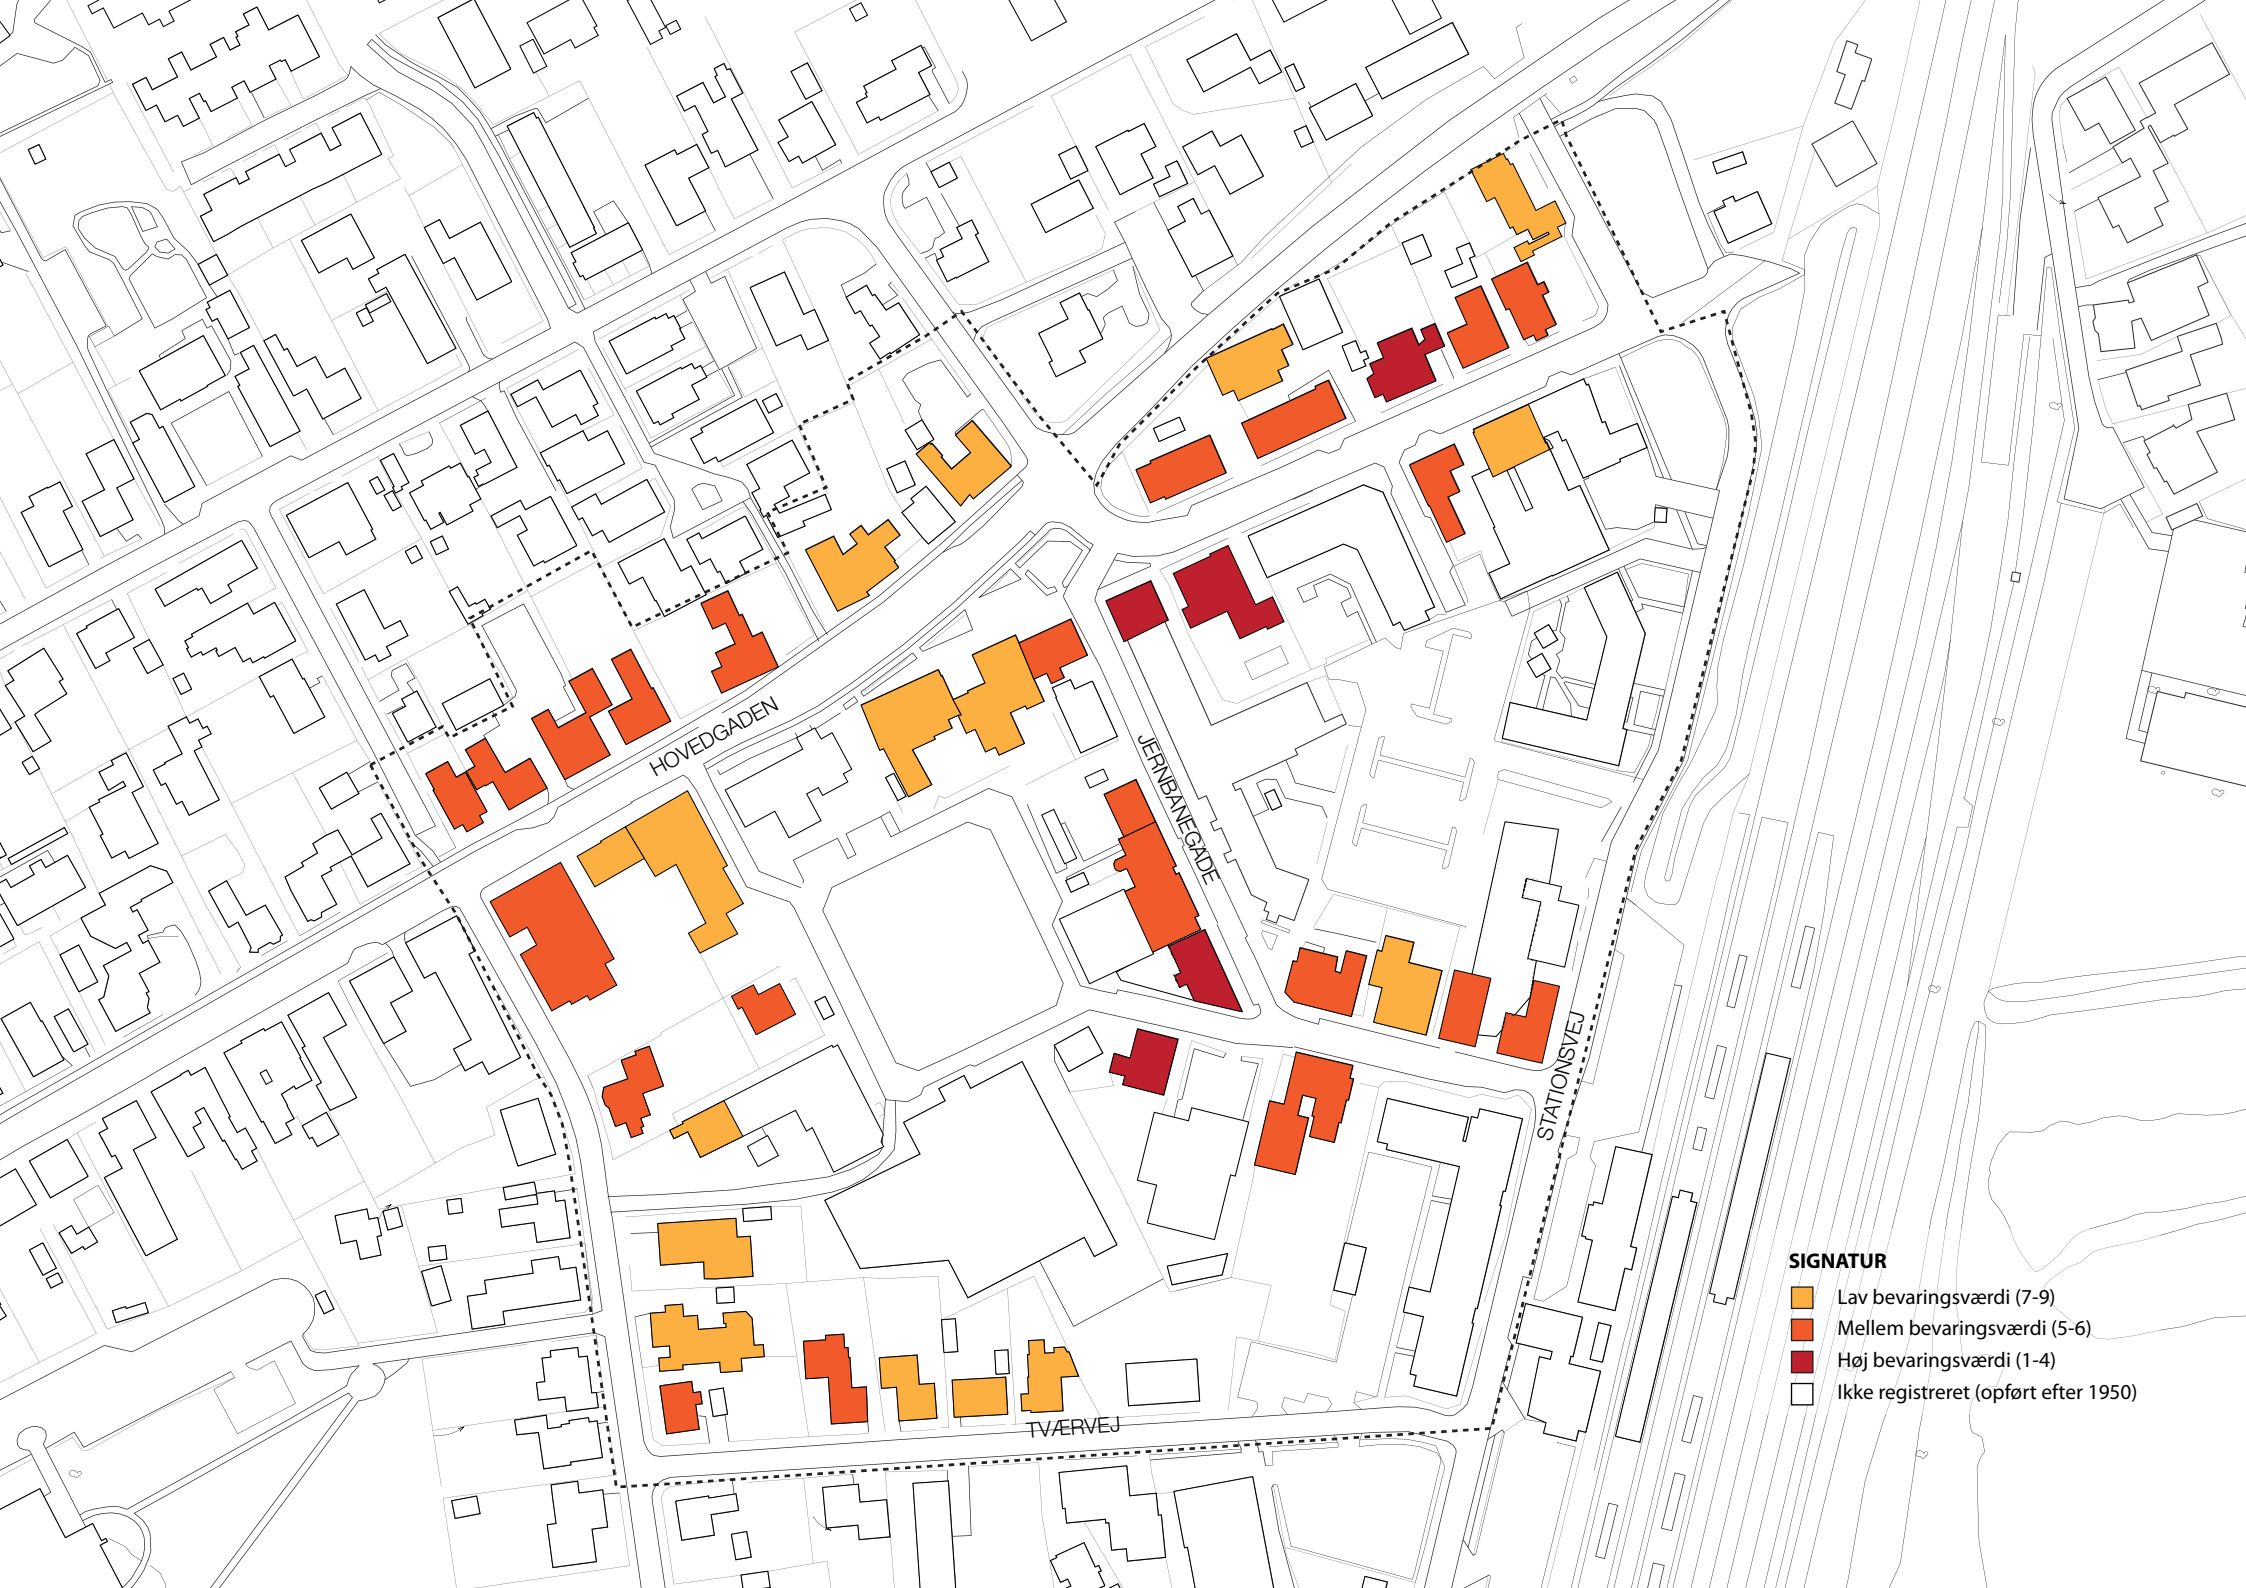 HOVEDGADEN
JERNBANEGADE
STATIONSVEJ
TVÆRVEJ
SIGNATUR
Lav bevaringsværdi (7-9)
Mellem bevaringsværdi (5-6)
Høj bevaringsværdi (1-4)
Ikke registreret (opført efter 1950)